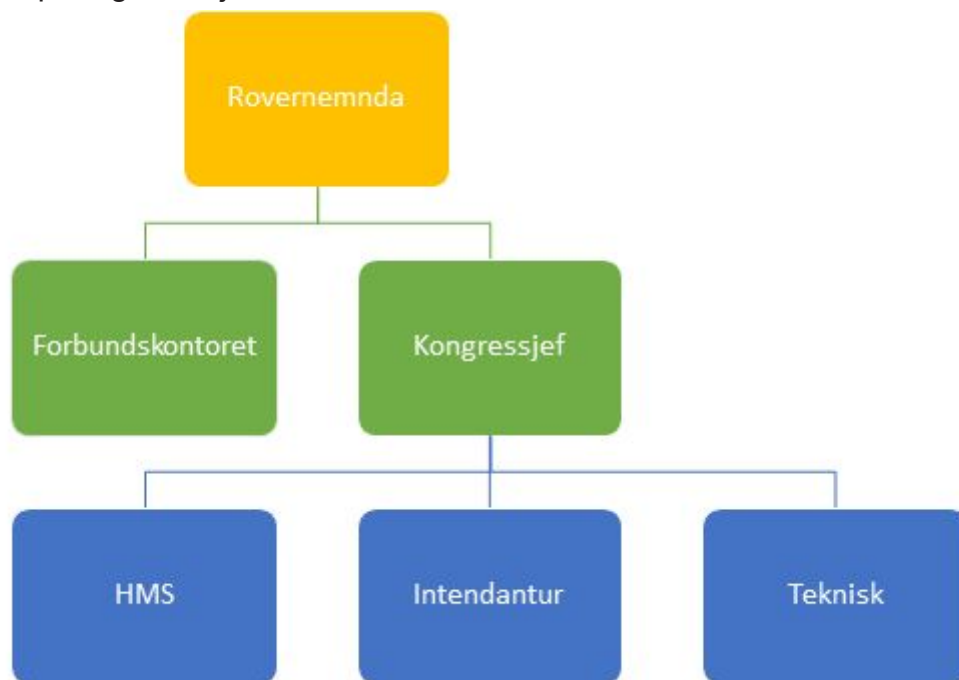 Rovernemnda
Forbundskontoret
Kongressjef
HMS
Intendantur
Teknisk